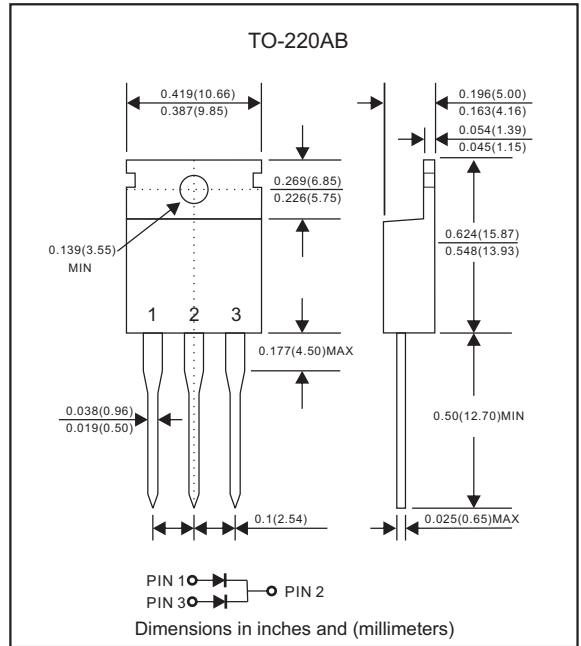 TO-220AB
0.419(10.66)
0.387(9.85)
0.196(5.00)
0.163(4.16)
0.054(1.39)
0.045(1.15)
0.269(6.85)
0.226(5.75)
0.139(3.55)
MIN
0.624(15.87)
0.548(13.93)
1 2 3
0.177(4.50)MAX
0.038(0.96)
0.019(0.50)
0.50(12.70)MIN
0.1(2.54)
0.025(0.65)MAX
PIN 1
PIN 2
PIN 3
Dimensions in inches and (millimeters)